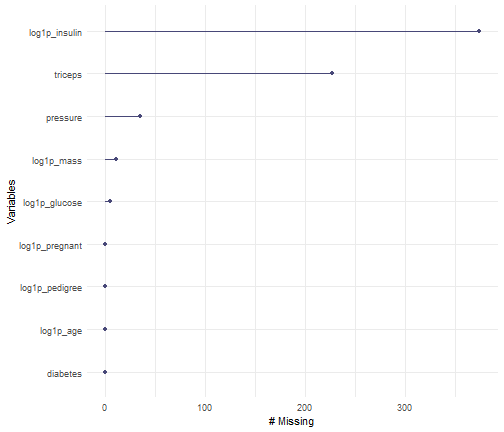 log1p_insulin
triceps
pressure
log1p_mass
log1p_glucose
log1p_pregnant
log1p_pedigree
log1p_age
diabetes
Variables
0 100 200 300
# Missing